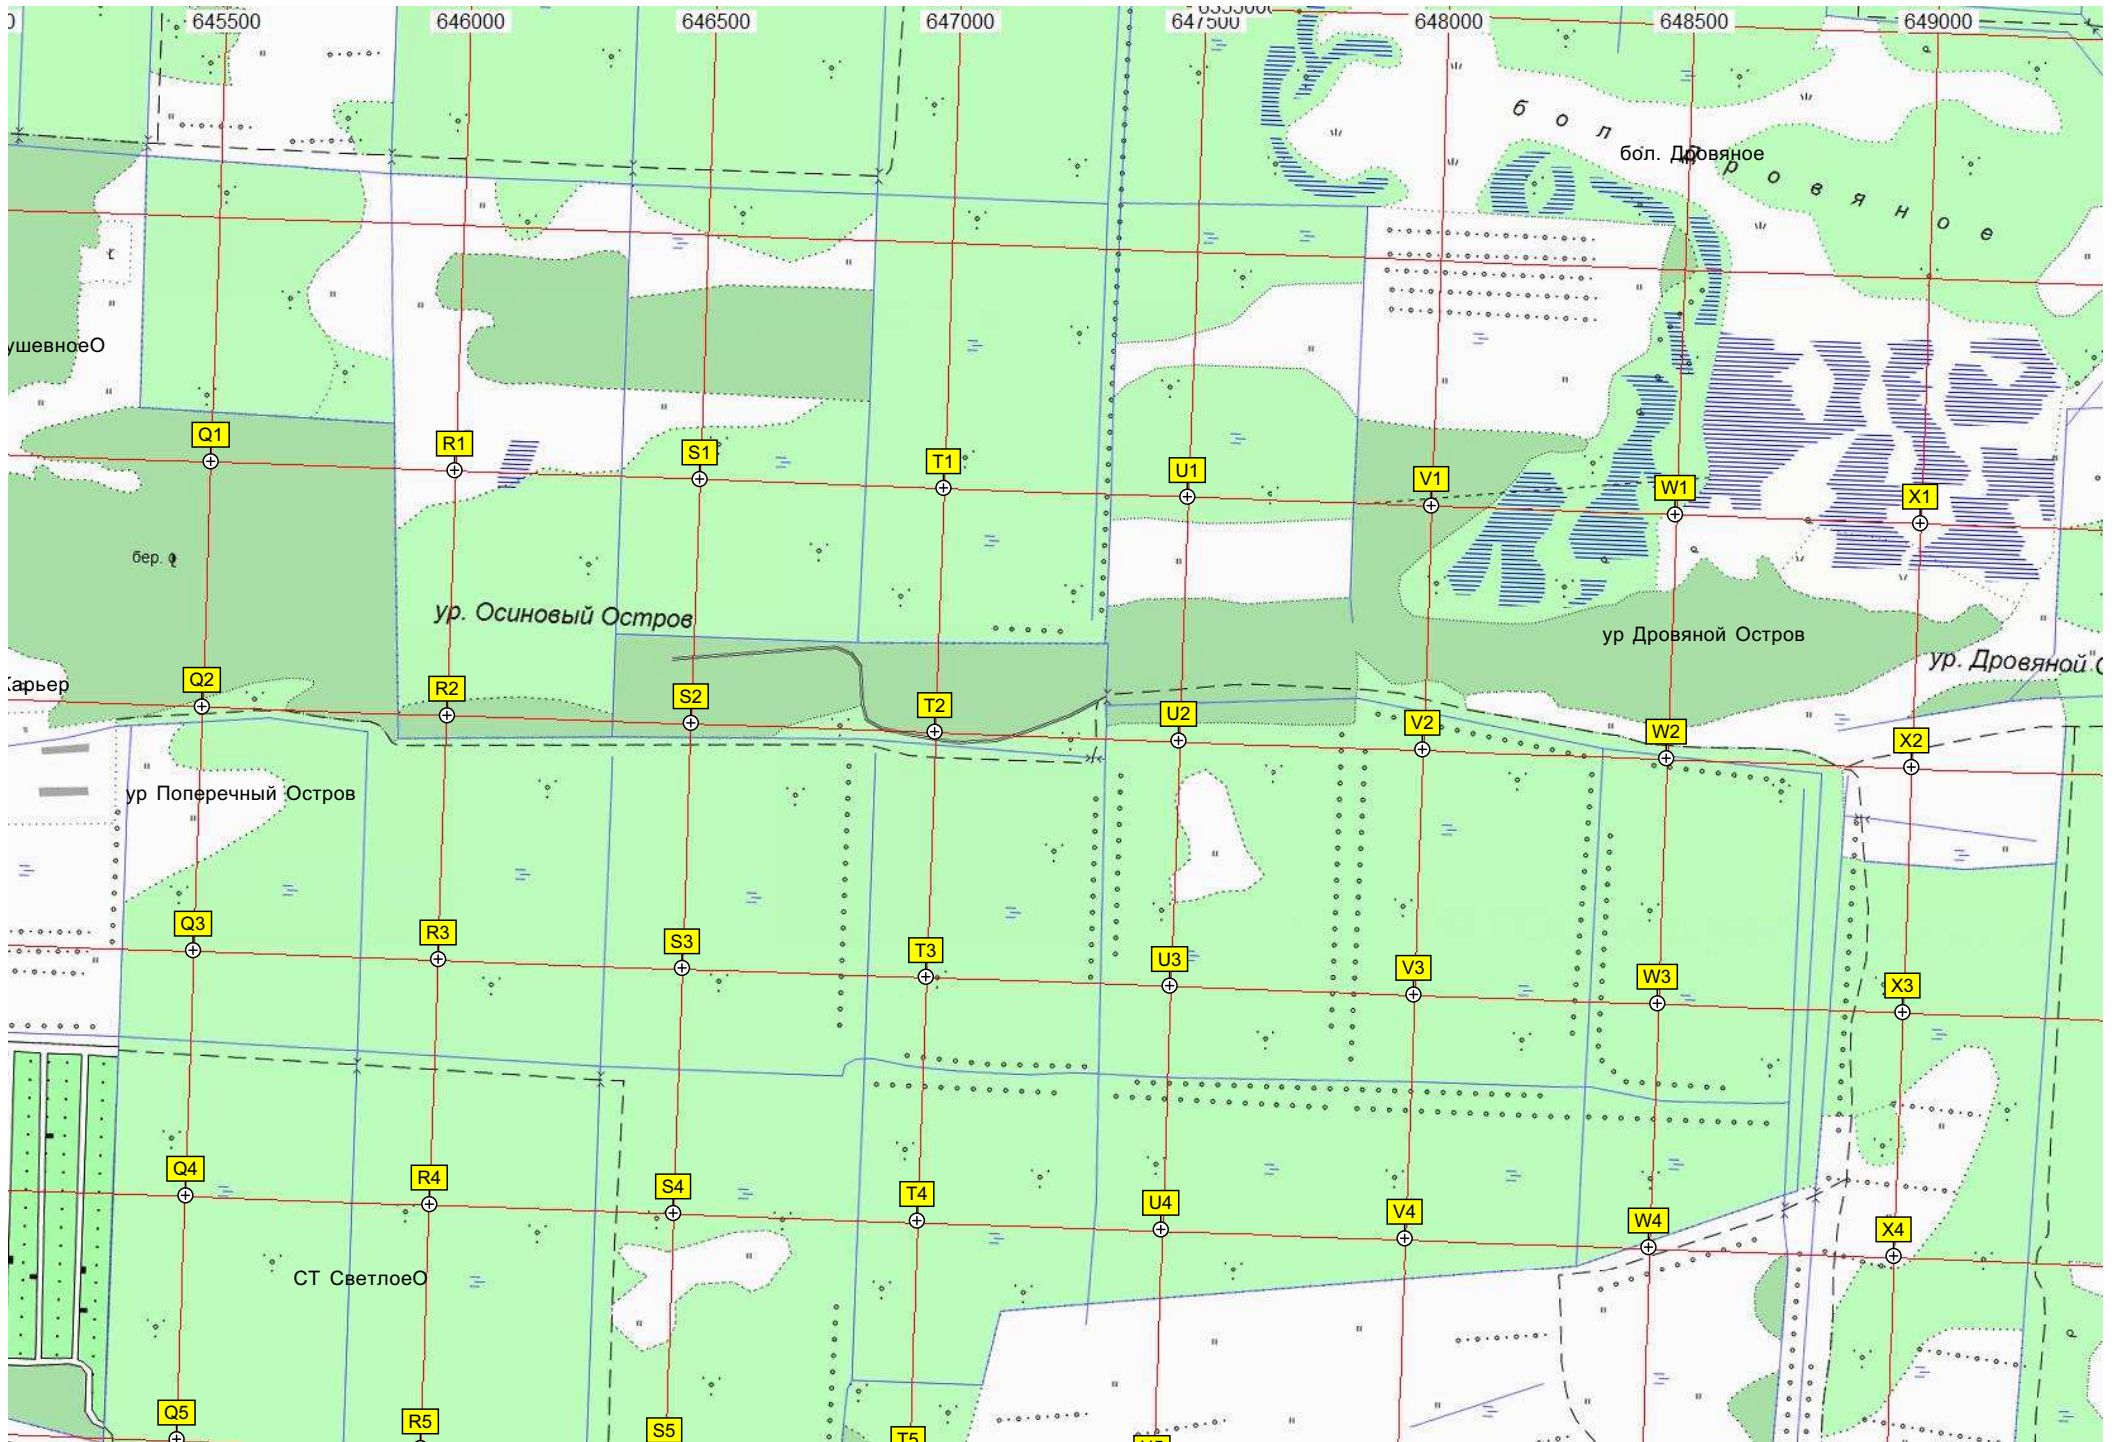 645500 646000 646500 647000 647500 648000 648500 649000
болото Дровяное
бол. Дровяное
ушевноеО
Q1 R1 S1 T1 U1 V1 W1 X1
бер.
ур. Осиновый Остров
ур Дровяной Остров
ур. Дровяной
Карьер
Q2 R2 S2 T2 U2 V2 W2 X2
ур Поперечный Остров
Q3 R3 S3 T3 U3 V3 W3 X3
Q4 R4 S4 T4 U4 V4 W4 X4
СТ СветлоеО
Q5 R5 S5 T5